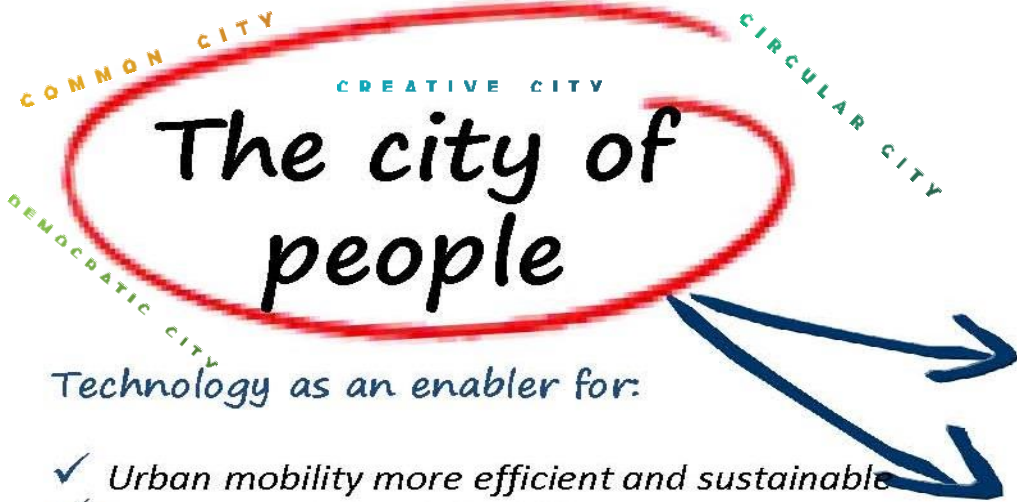 COMMON CITY
CIRCULAR CITY
CREATIVE CITY
The city of
people
DEMOCRATIC CITY
Technology as an enabler for:
✓ Urban mobility more efficient and sustainable